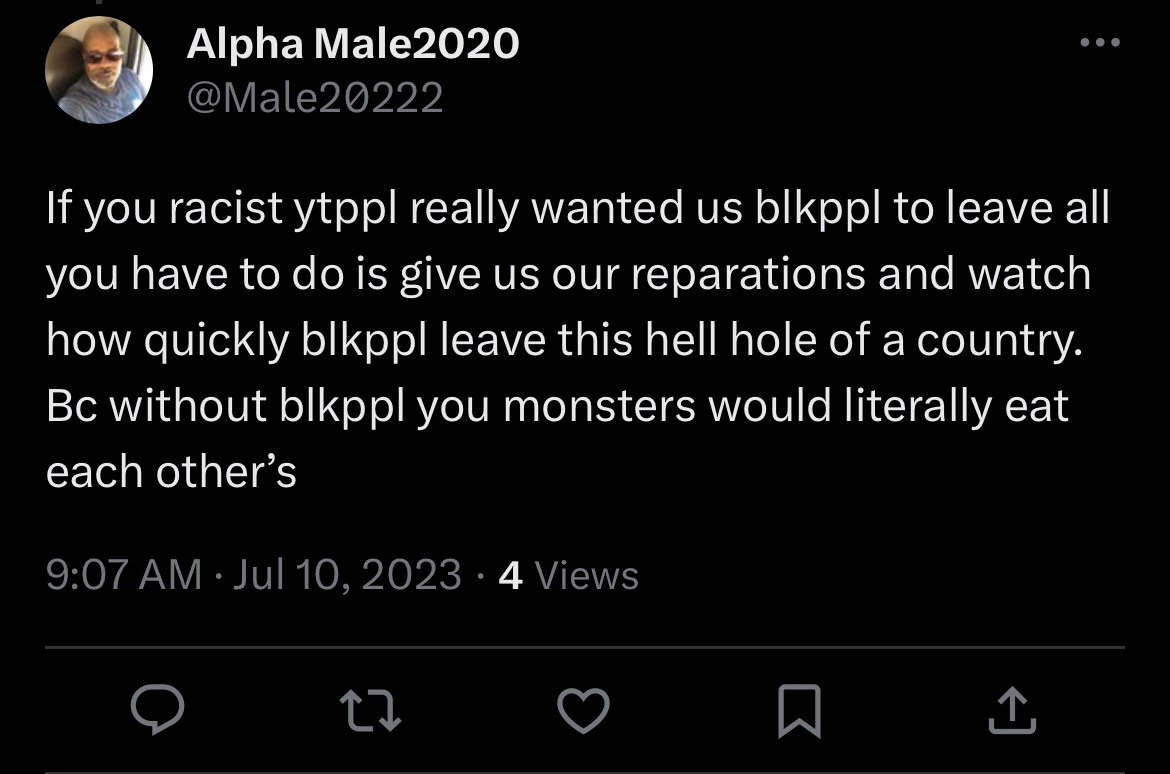 Alpha Male2020
@Male20222
If you racist ytppl really wanted us blkppl to leave all
you have to do is give us our reparations and watch
how quickly blkppl leave this hell hole of a country.
Bc without blkppl you monsters would literally eat
each other’s
9:07 AM · Jul 10, 2023 · 4 Views